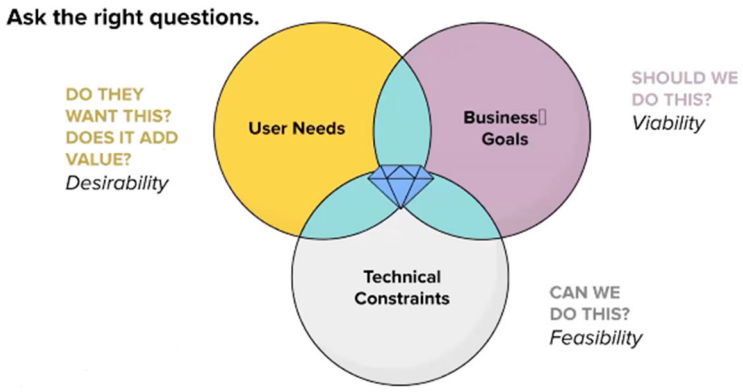 Ask the right questions.
DO THEY
WANT THIS?
DOES IT ADD
VALUE?
Desirability
User Needs
Business
Goals
SHOULD WE
DO THIS?
Viability
Technical
Constraints
CAN WE
DO THIS?
Feasibility